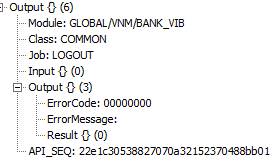 Output {} (6)
Module: GLOBAL/VNM/BANK_VIB
Class: COMMON
Job: LOGOUT
Input {} (0)
Output {} (3)
ErrorCode: 00000000
ErrorMessage:
Result {} (0)
API_SEQ: 22e1c30538827070a32152370488bb01